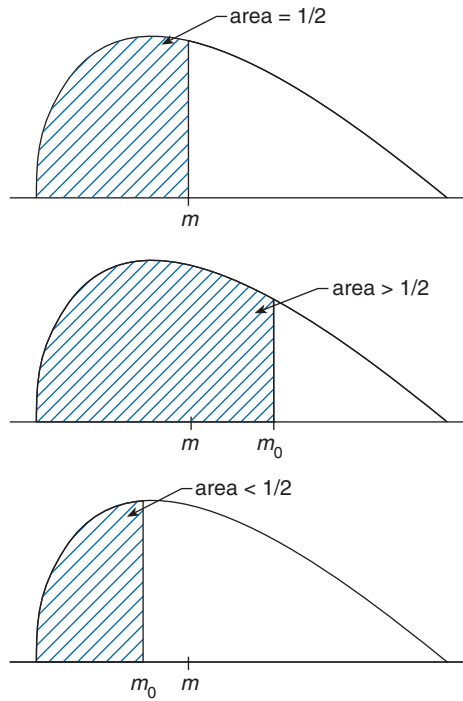 area = 1/2
m
area > 1/2
m m₀
area < 1/2
m₀ m